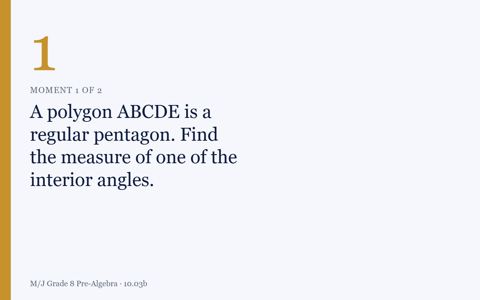 1
MOMENT 1 OF 2
A polygon ABCDE is a
regular pentagon. Find
the measure of one of the
interior angles.
M/J Grade 8 Pre-Algebra · 10.03b